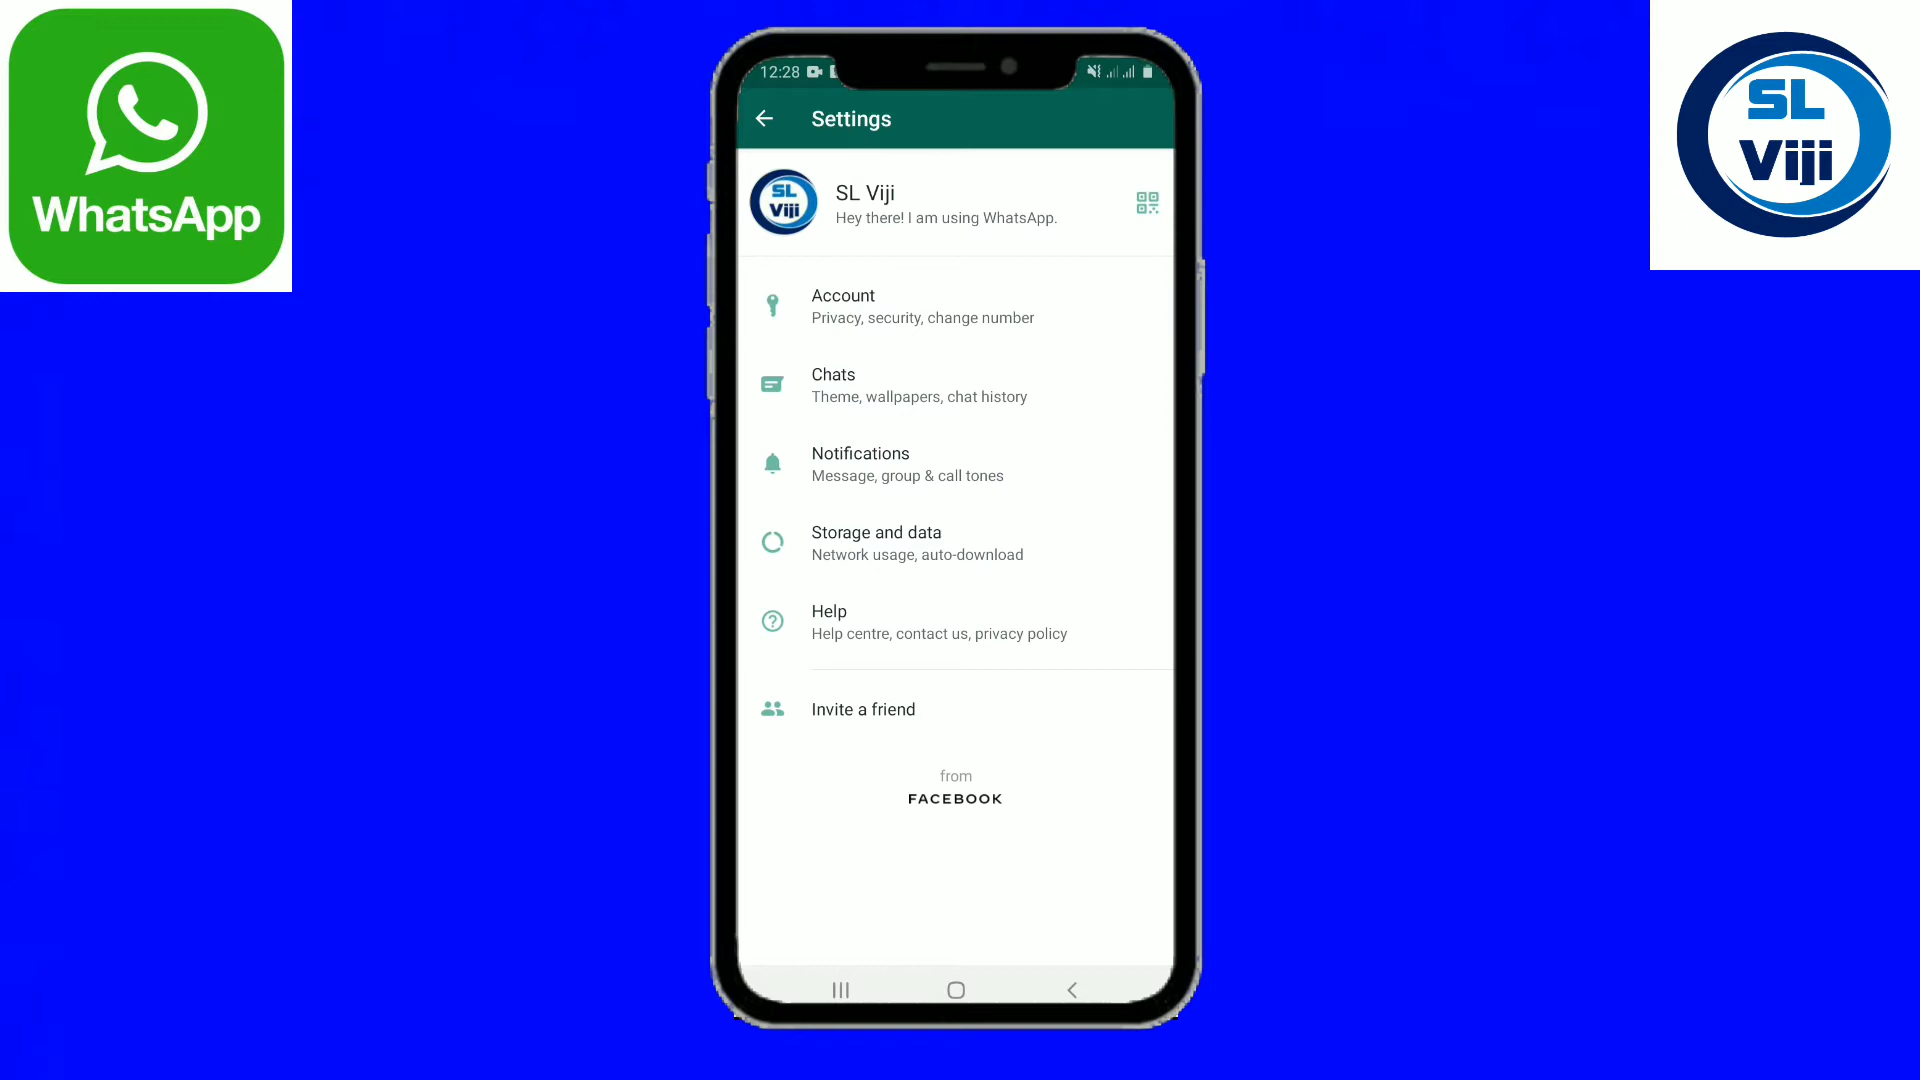 WhatsApp
SL
Viji
12:28
Settings
SL
Viji
SL Viji
Hey there! I am using WhatsApp.
Account
Privacy, security, change number
Chats
Theme, wallpapers, chat history
Notifications
Message, group & call tones
Storage and data
Network usage, auto-download
Help
Help centre, contact us, privacy policy
Invite a friend
from
FACEBOOK